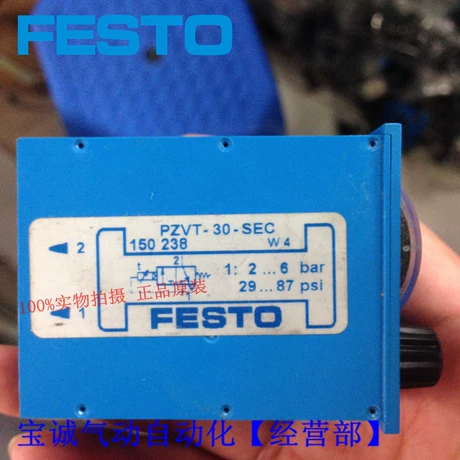 FESTO
PZVT-30-SEC
150 238 W4
2
2
1: 2 ... 6 bar
29 ... 87 psi
1
FESTO
100%实物拍摄 正品原装
宝诚气动自动化【经营部】